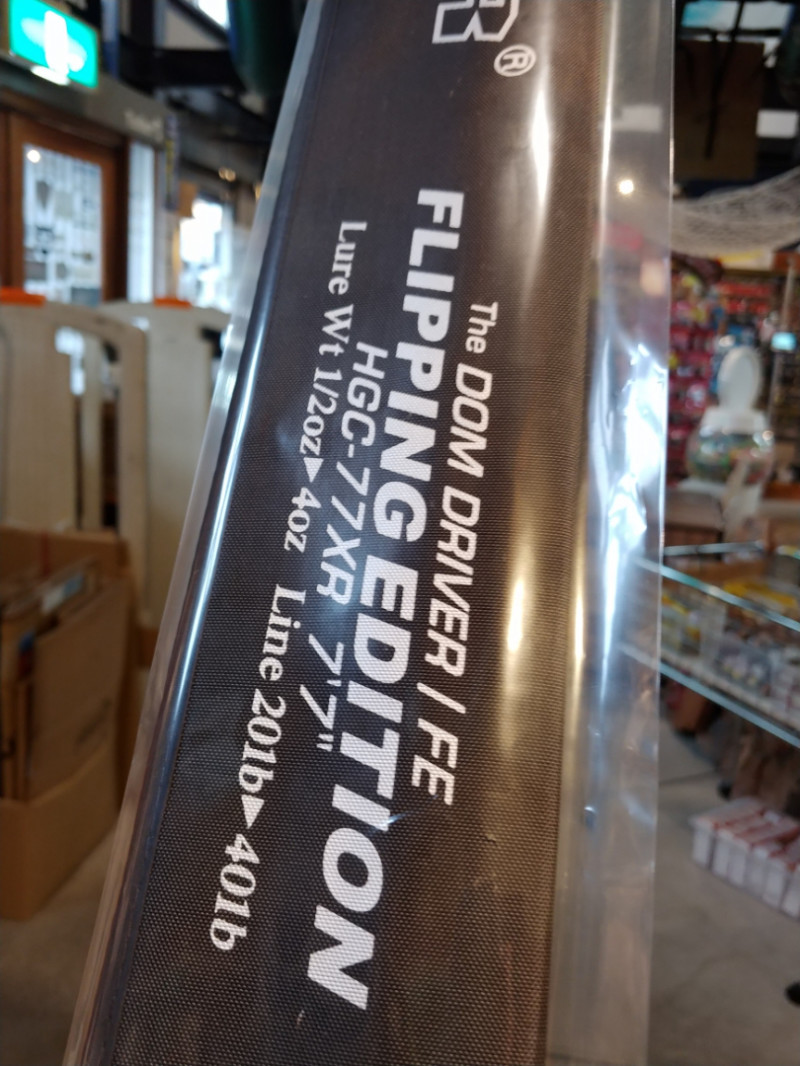 R®
The DOM DRIVER / FE
FLIPPING EDITION
HGC-77XR 7'7"
Lure Wt 1/2oz▶4oz Line 20lb▶40lb